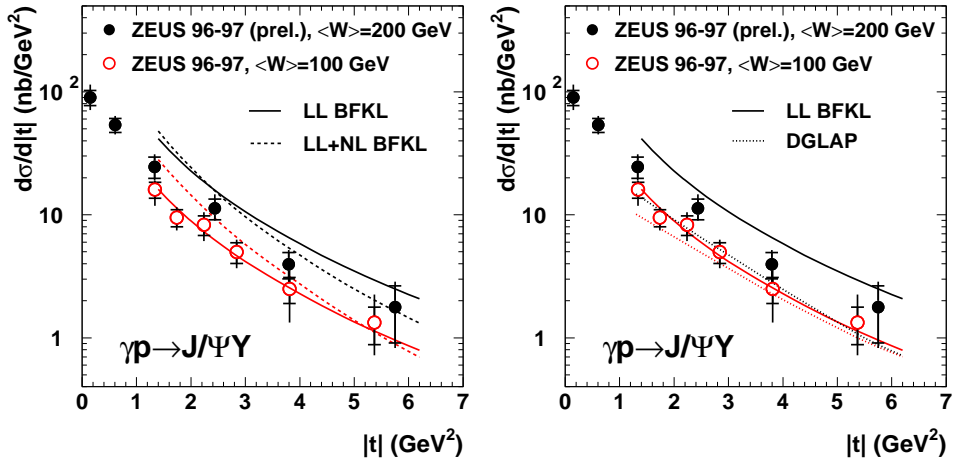 ZEUS 96-97 (prel.), <W>=200 GeV
ZEUS 96-97, <W>=100 GeV
LL BFKL
LL+NL BFKL
dσ/d|t| (nb/GeV²)
10²
10
1
γp→J/ΨY
0 1 2 3 4 5 6 7
|t| (GeV²)
ZEUS 96-97 (prel.), <W>=200 GeV
ZEUS 96-97, <W>=100 GeV
LL BFKL
DGLAP
dσ/d|t| (nb/GeV²)
10²
10
1
γp→J/ΨY
0 1 2 3 4 5 6 7
|t| (GeV²)